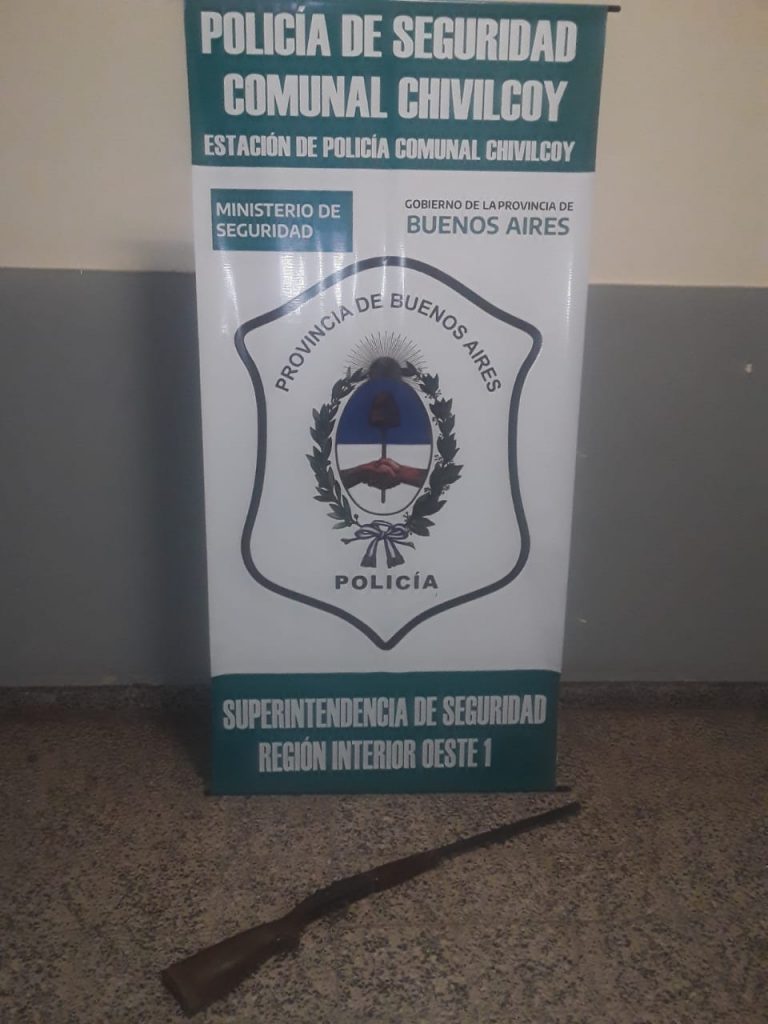 POLICÍA DE SEGURIDAD
COMUNAL CHIVILCOY
ESTACIÓN DE POLICÍA COMUNAL CHIVILCOY
MINISTERIO DE
SEGURIDAD
GOBIERNO DE LA PROVINCIA DE
BUENOS AIRES
PROVINCIA DE BUENOS AIRES
POLICÍA
SUPERINTENDENCIA DE SEGURIDAD
REGIÓN INTERIOR OESTE 1